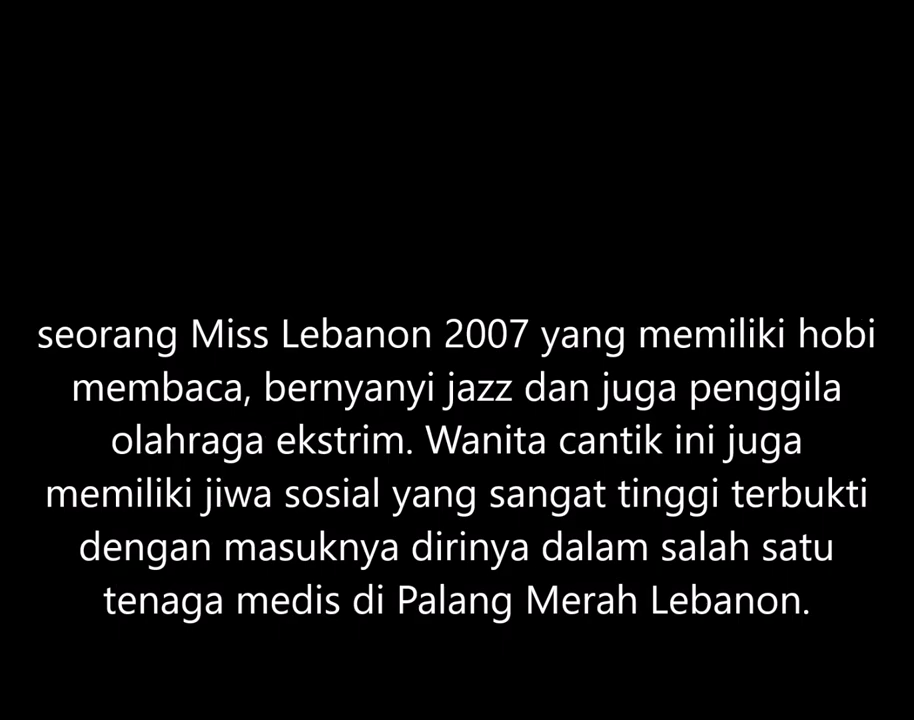 seorang Miss Lebanon 2007 yang memiliki hobi
membaca, bernyanyi jazz dan juga penggila
olahraga ekstrim. Wanita cantik ini juga
memiliki jiwa sosial yang sangat tinggi terbukti
dengan masuknya dirinya dalam salah satu
tenaga medis di Palang Merah Lebanon.